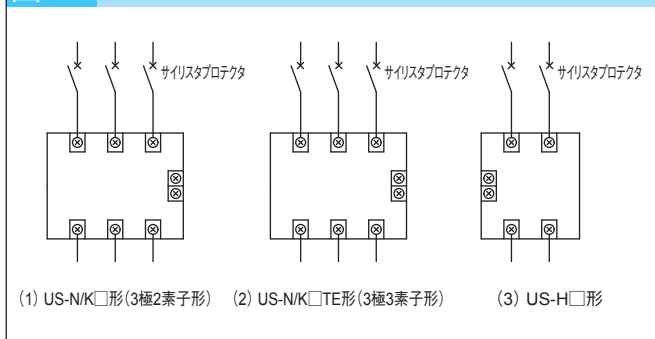 サイリスタプロテクタ
サイリスタプロテクタ
サイリスタプロテクタ
(1) US-N/K□形(3極2素子形)
(2) US-N/K□TE形(3極3素子形)
(3) US-H□形